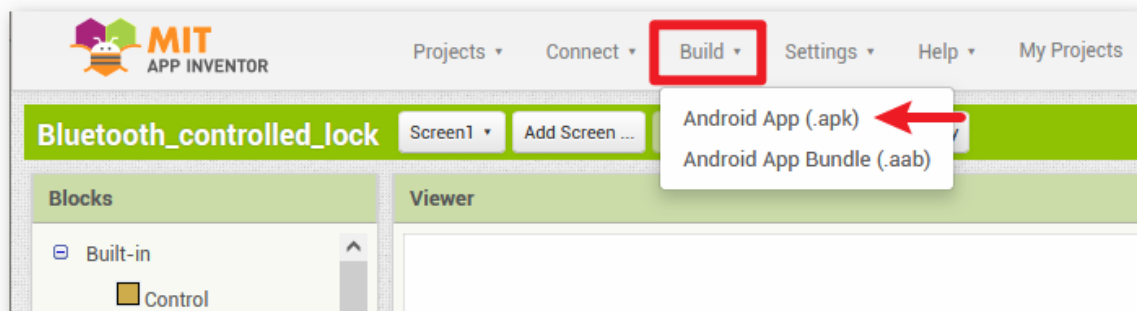 MIT
APP INVENTOR
Projects
Connect
Build
Settings
Help
My Projects
Android App (.apk)
Android App Bundle (.aab)
Bluetooth_controlled_lock
Screen1
Add Screen ...
Blocks
Viewer
Built-in
Control